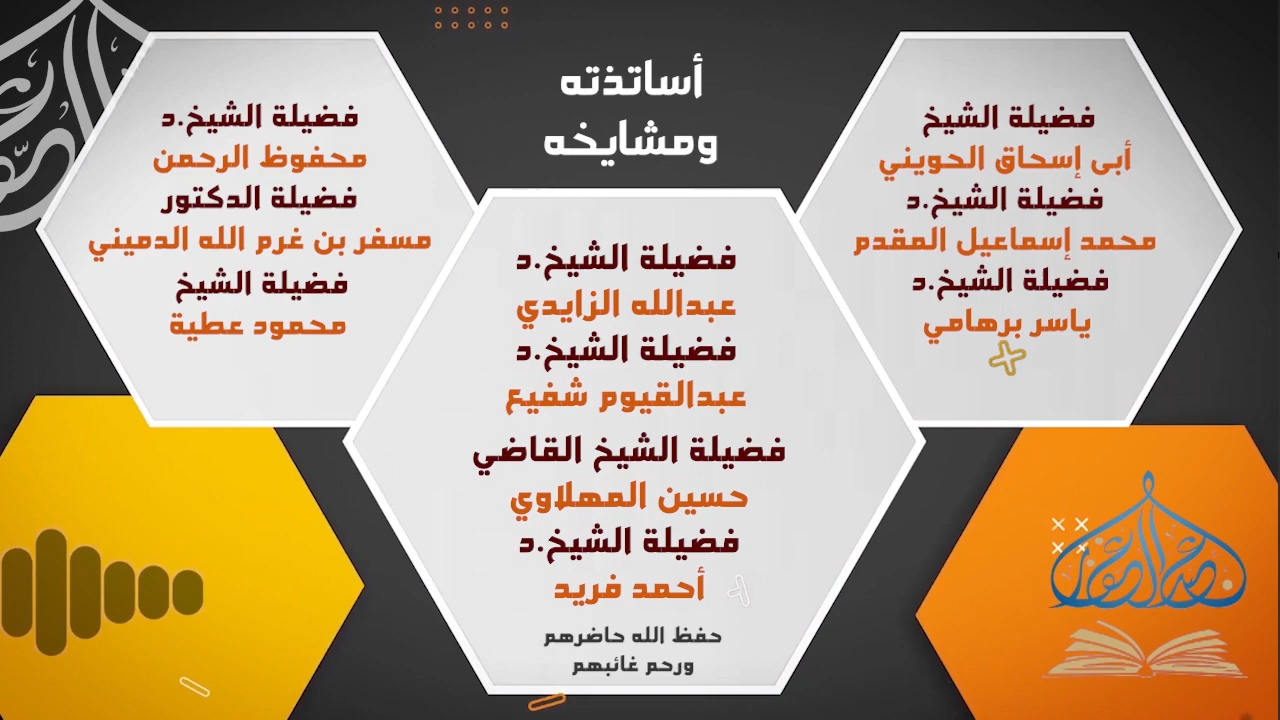 أساتذته
ومشايخه
فضيلة الشيخ
أبى إسحاق الحويني
فضيلة الشيخ.د
محمد إسماعيل المقدم
فضيلة الشيخ.د
ياسر برهامي
فضيلة الشيخ.د
عبدالله الزايدي
فضيلة الشيخ.د
عبدالقيوم شفيع
فضيلة الشيخ القاضي
حسين المهلاوي
فضيلة الشيخ.د
أحمد فريد
حفظ الله حاضرهم
ورحم غائبهم
فضيلة الشيخ.د
محفوظ الرحمن
فضيلة الدكتور
مسفر بن غرم الله الدميني
فضيلة الشيخ
محمود عطية